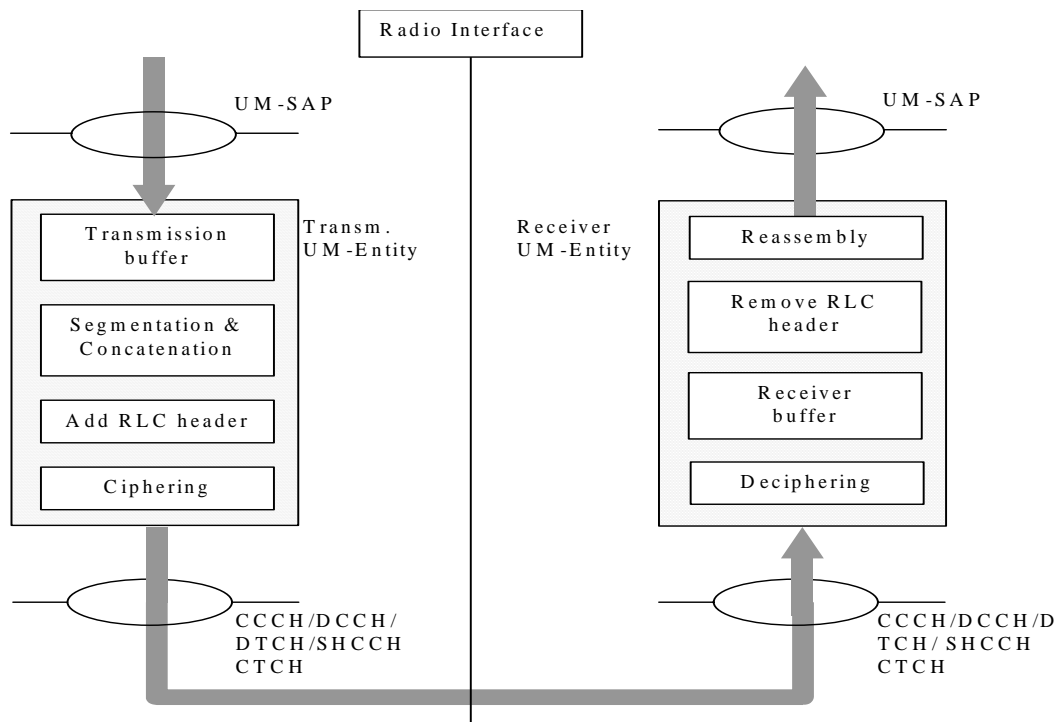 Radio Interface
UM-SAP
UM-SAP
Transmission
buffer
Segmentation &
Concatenation
Add RLC header
Ciphering
Transm.
UM-Entity
Receiver
UM-Entity
Reassembly
Remove RLC
header
Receiver
buffer
Deciphering
CCCH/DCCH/
DTCH/SHCCH
CTCH
CCCH/DCCH/D
TCH/ SHCCH
CTCH